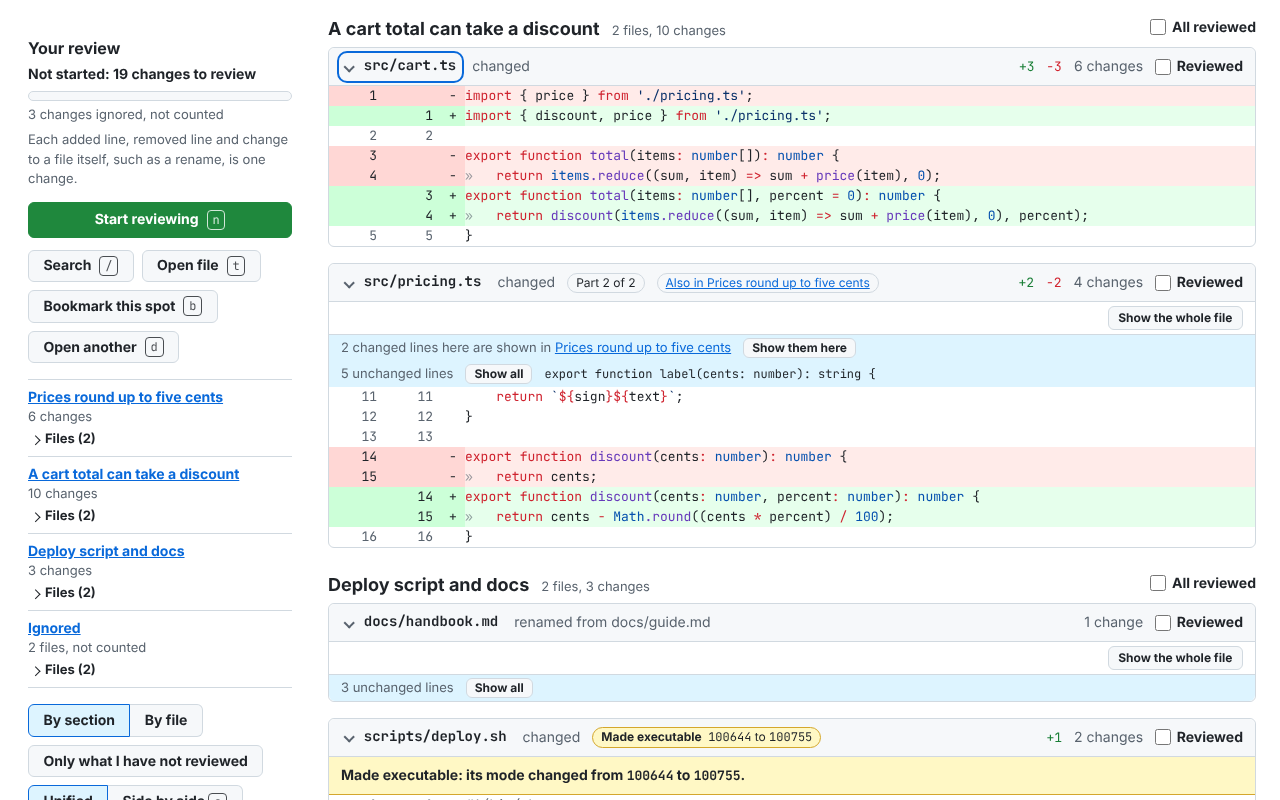 Your review
Not started: 19 changes to review
3 changes ignored, not counted
Each added line, removed line and change
to a file itself, such as a rename, is one
change.
Start reviewing n
Search / Open file t
Bookmark this spot b
Open another d
Prices round up to five cents
6 changes
Files (2)
A cart total can take a discount
10 changes
Files (2)
Deploy script and docs
3 changes
Files (2)
Ignored
2 files, not counted
Files (2)
By section By file
Only what I have not reviewed
Unified Side by side
A cart total can take a discount 2 files, 10 changes All reviewed
src/cart.ts changed +3 -3 6 changes Reviewed
1 - import { price } from './pricing.ts';
1 + import { discount, price } from './pricing.ts';
2 2
3 - export function total(items: number[]): number {
4 - » return items.reduce((sum, item) => sum + price(item), 0);
3 + export function total(items: number[], percent = 0): number {
4 + » return discount(items.reduce((sum, item) => sum + price(item), 0), percent);
5 5 }
src/pricing.ts changed Part 2 of 2 Also in Prices round up to five cents +2 -2 4 changes Reviewed
Show the whole file
2 changed lines here are shown in Prices round up to five cents Show them here
5 unchanged lines Show all export function label(cents: number): string {
11 11 return `${sign}${text}`;
12 12 }
13 13
14 - export function discount(cents: number): number {
15 - » return cents;
14 + export function discount(cents: number, percent: number): number {
15 + » return cents - Math.round((cents * percent) / 100);
16 16 }
Deploy script and docs 2 files, 3 changes All reviewed
docs/handbook.md renamed from docs/guide.md 1 change Reviewed
Show the whole file
3 unchanged lines Show all
scripts/deploy.sh changed Made executable 100644 to 100755 +1 2 changes Reviewed
Made executable: its mode changed from 100644 to 100755.